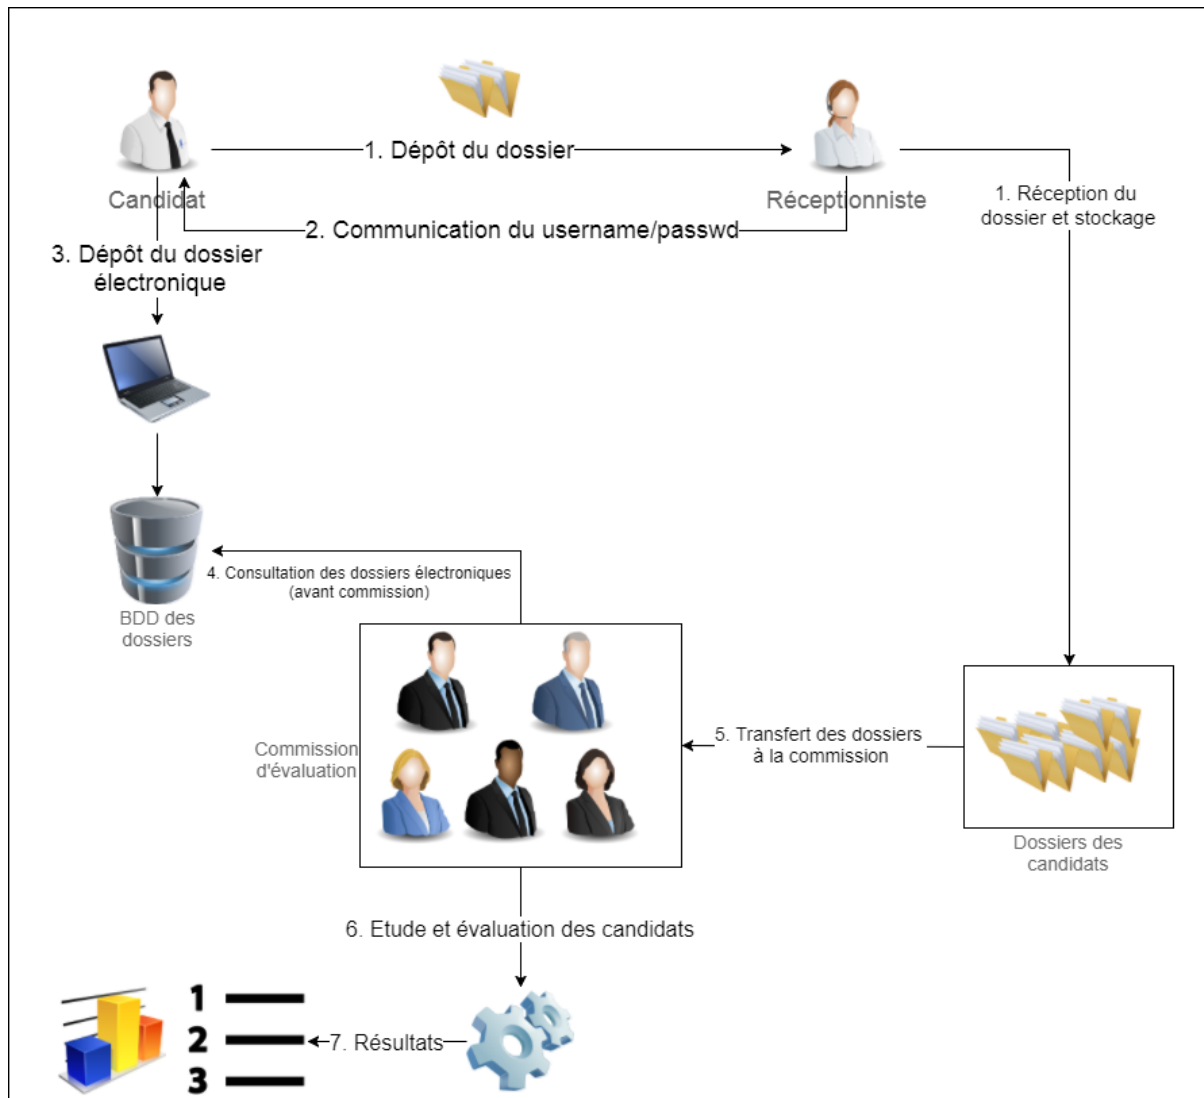 1. Dépôt du dossier
Candidat
Réceptionniste
1. Réception du
dossier et stockage
2. Communication du username/passwd
3. Dépôt du dossier
électronique
4. Consultation des dossiers électroniques
(avant commission)
BDD des
dossiers
Commission
d'évaluation
5. Transfert des dossiers
à la commission
Dossiers des
candidats
6. Etude et évaluation des candidats
1
2
3
7. Résultats